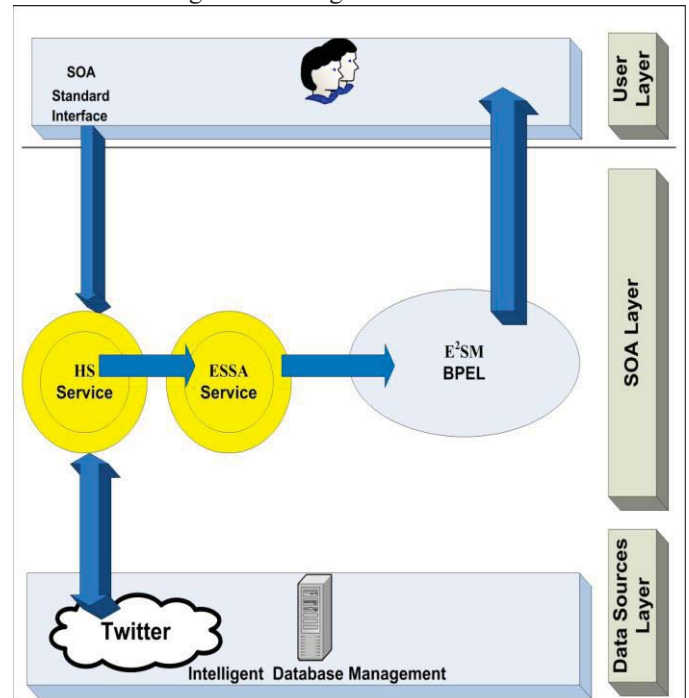 SOA
Standard
Interface
User
Layer
HS
Service
ESSA
Service
E²SM
BPEL
SOA Layer
Twitter
Intelligent Database Management
Data Sources
Layer